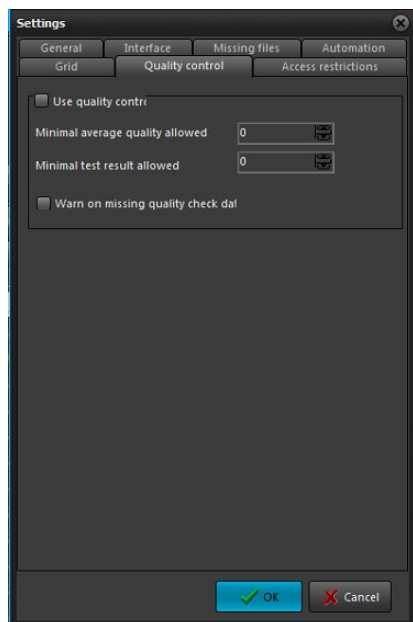 Settings
General Interface Missing files Automation
Grid Quality control Access restrictions
Use quality contro
Minimal average quality allowed 0
Minimal test result allowed 0
Warn on missing quality check dat
OK Cancel